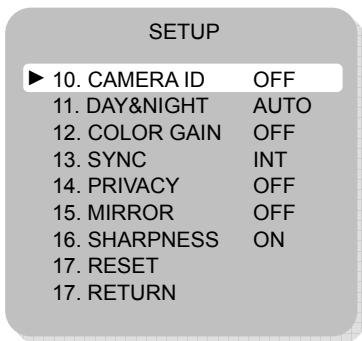 SETUP
► 10. CAMERA ID OFF
11. DAY&NIGHT AUTO
12. COLOR GAIN OFF
13. SYNC INT
14. PRIVACY OFF
15. MIRROR OFF
16. SHARPNESS ON
17. RESET
17. RETURN